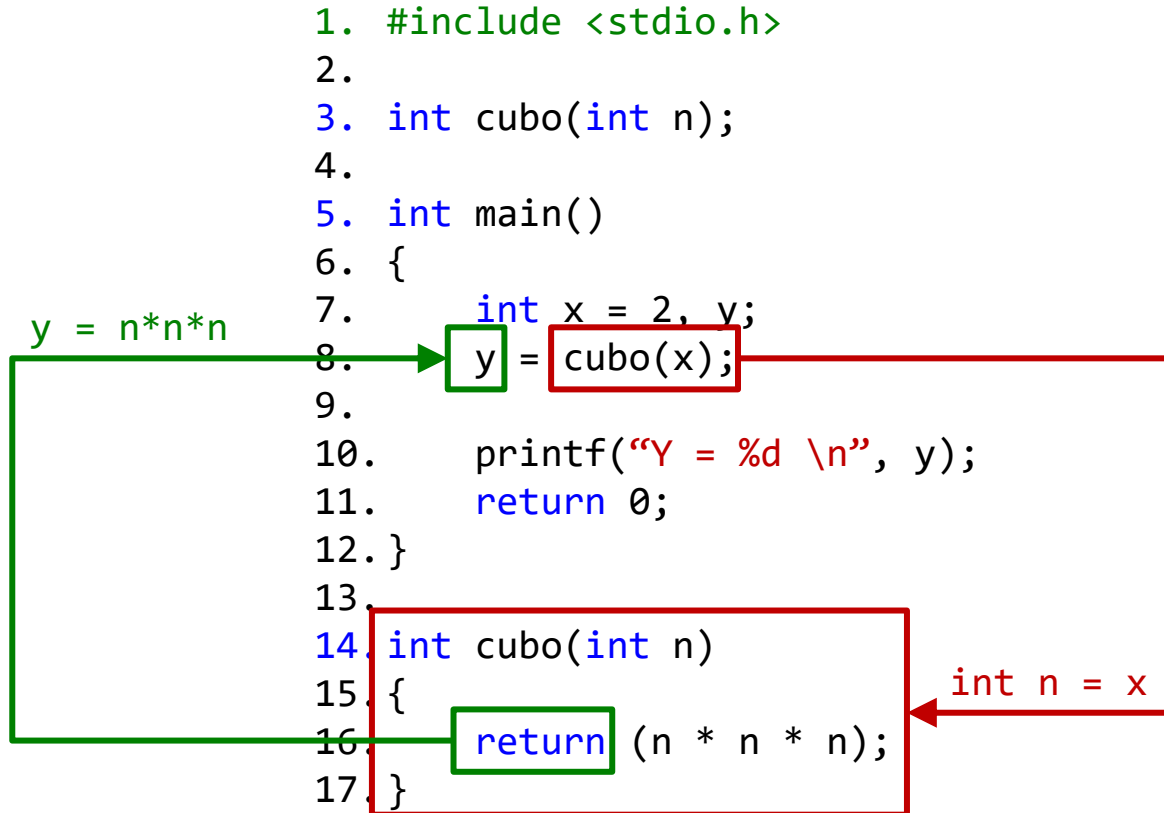 1. #include <stdio.h>
2.
3. int cubo(int n);
4.
5. int main()
6. {
7. int x = 2, y;
y = n*n*n
8. y = cubo(x);
9.
10. printf(“Y = %d \n”, y);
11. return 0;
12. }
13.
14. int cubo(int n)
15. {
int n = x
16. return (n * n * n);
17. }